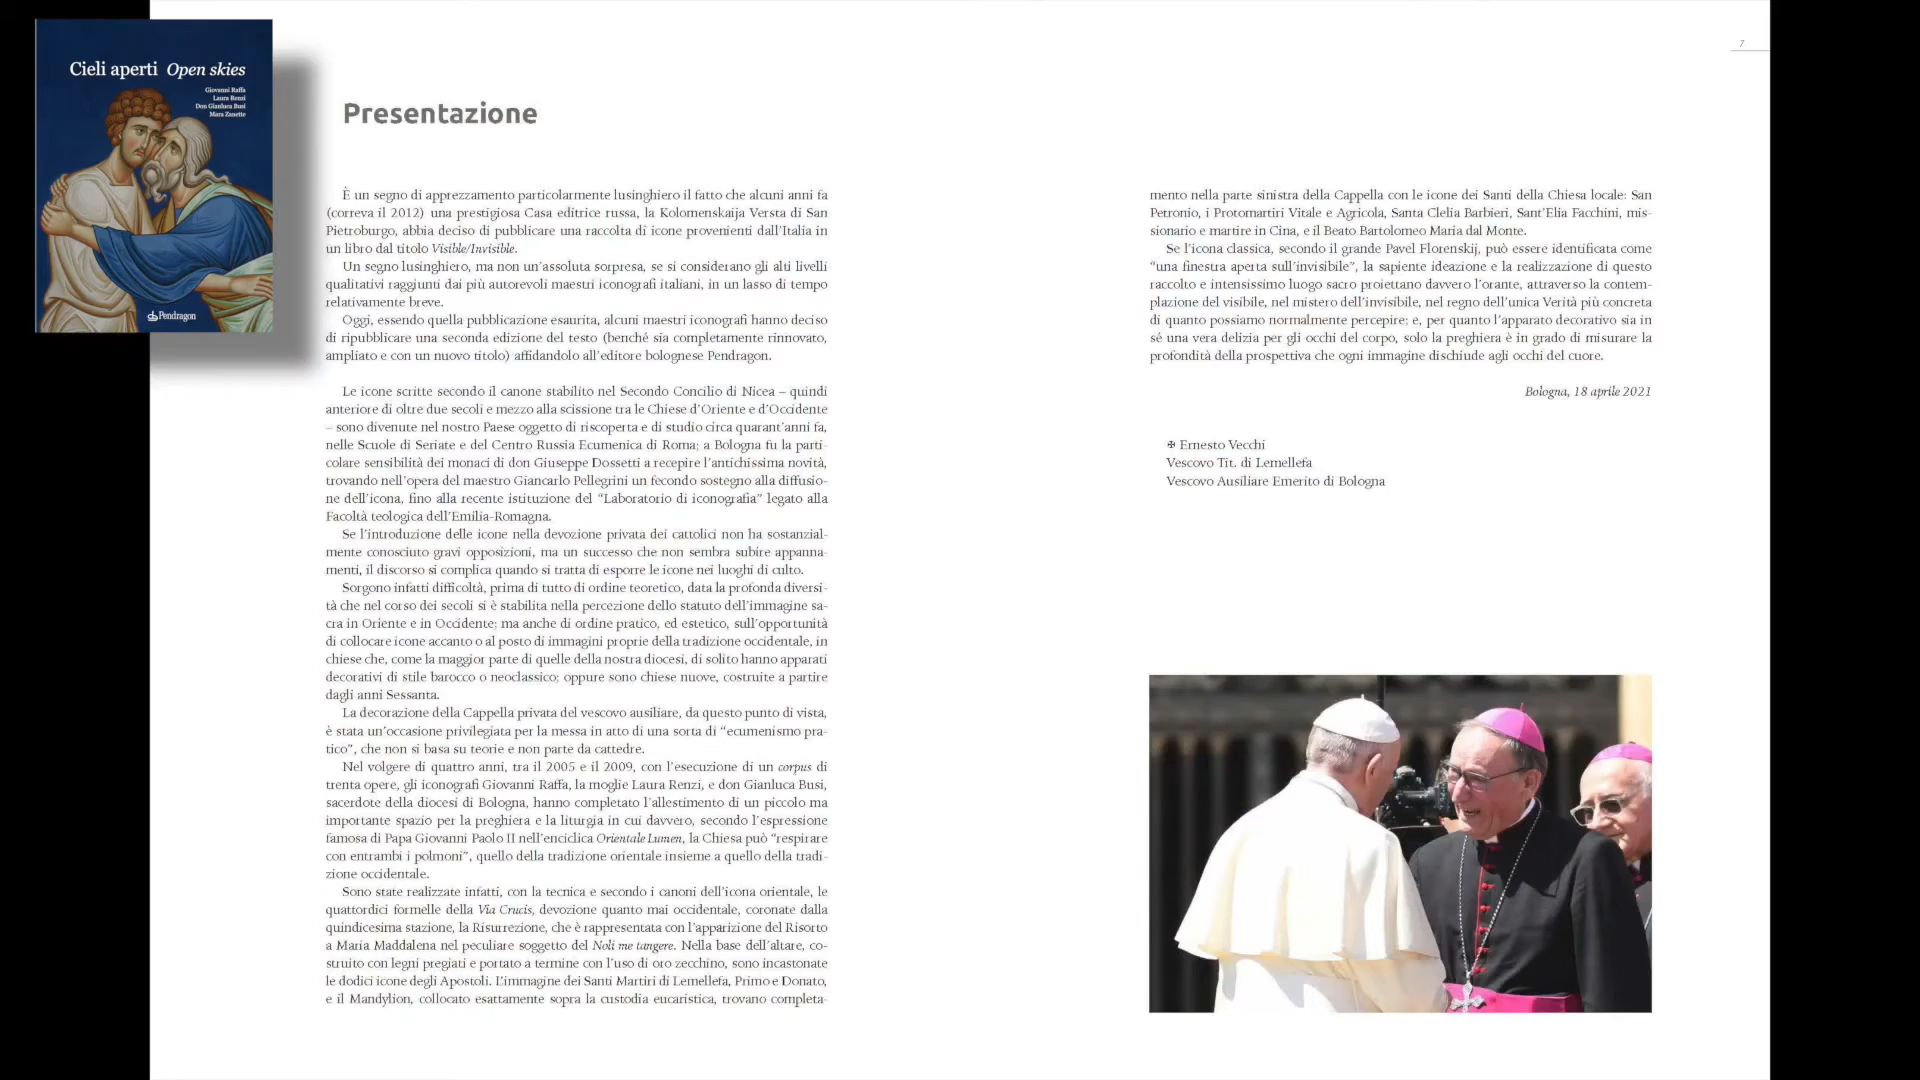 Cieli aperti Open skies
Giovanni Raffa
Laura Renzi
Don Gianluca Busi
Mara Zanette
Pendragon
7
Presentazione
È un segno di apprezzamento particolarmente lusinghiero il fatto che alcuni anni fa
(correva il 2012) una prestigiosa Casa editrice russa, la Kolomenskaija Versta di San
Pietroburgo, abbia deciso di pubblicare una raccolta di icone provenienti dall’Italia in
un libro dal titolo Visible/Invisible.
Un segno lusinghiero, ma non un’assoluta sorpresa, se si considerano gli alti livelli
qualitativi raggiunti dai più autorevoli maestri iconografi italiani, in un lasso di tempo
relativamente breve.
Oggi, essendo quella pubblicazione esaurita, alcuni maestri iconografi hanno deciso
di ripubblicare una seconda edizione del testo (benché sia completamente rinnovato,
ampliato e con un nuovo titolo) affidandolo all’editore bolognese Pendragon.
Le icone scritte secondo il canone stabilito nel Secondo Concilio di Nicea – quindi
anteriore di oltre due secoli e mezzo alla scissione tra le Chiese d’Oriente e d’Occidente
– sono divenute nel nostro Paese oggetto di riscoperta e di studio circa quarant’anni fa,
nelle Scuole di Seriate e del Centro Russia Ecumenica di Roma; a Bologna fu la parti-
colare sensibilità dei monaci di don Giuseppe Dossetti a recepire l’antichissima novità,
trovando nell’opera del maestro Giancarlo Pellegrini un fecondo sostegno alla diffusio-
ne dell’icona, fino alla recente istituzione del “Laboratorio di iconografia” legato alla
Facoltà teologica dell’Emilia-Romagna.
Se l’introduzione delle icone nella devozione privata dei cattolici non ha sostanzial-
mente conosciuto gravi opposizioni, ma un successo che non sembra subire appanna-
menti, il discorso si complica quando si tratta di esporre le icone nei luoghi di culto.
Sorgono infatti difficoltà, prima di tutto di ordine teoretico, data la profonda diversi-
tà che nel corso dei secoli si è stabilita nella percezione dello statuto dell’immagine sa-
cra in Oriente e in Occidente; ma anche di ordine pratico, ed estetico, sull’opportunità
di collocare icone accanto o al posto di immagini proprie della tradizione occidentale, in
chiese che, come la maggior parte di quelle della nostra diocesi, di solito hanno apparati
decorativi di stile barocco o neoclassico; oppure sono chiese nuove, costruite a partire
dagli anni Sessanta.
La decorazione della Cappella privata del vescovo ausiliare, da questo punto di vista,
è stata un’occasione privilegiata per la messa in atto di una sorta di “ecumenismo pra-
tico”, che non si basa su teorie e non parte da cattedre.
Nel volgere di quattro anni, tra il 2005 e il 2009, con l’esecuzione di un corpus di
trenta opere, gli iconografi Giovanni Raffa, la moglie Laura Renzi, e don Gianluca Busi,
sacerdote della diocesi di Bologna, hanno completato l’allestimento di un piccolo ma
importante spazio per la preghiera e la liturgia in cui davvero, secondo l’espressione
famosa di Papa Giovanni Paolo II nell’enciclica Orientale Lumen, la Chiesa può “respirare
con entrambi i polmoni”, quello della tradizione orientale insieme a quello della tradi-
zione occidentale.
Sono state realizzate infatti, con la tecnica e secondo i canoni dell’icona orientale, le
quattordici formelle della Via Crucis, devozione quanto mai occidentale, coronate dalla
quindicesima stazione, la Risurrezione, che è rappresentata con l’apparizione del Risorto
a Maria Maddalena nel peculiare soggetto del Noli me tangere. Nella base dell’altare, co-
struito con legni pregiati e portato a termine con l’uso di oro zecchino, sono incastonate
le dodici icone degli Apostoli. L’immagine dei Santi Martiri di Lemellefa, Primo e Donato,
e il Mandylion, collocato esattamente sopra la custodia eucaristica, trovano completa-
mento nella parte sinistra della Cappella con le icone dei Santi della Chiesa locale: San
Petronio, i Protomartiri Vitale e Agricola, Santa Clelia Barbieri, Sant’Elia Facchini, mis-
sionario e martire in Cina, e il Beato Bartolomeo Maria dal Monte.
Se l’icona classica, secondo il grande Pavel Florenskij, può essere identificata come
“una finestra aperta sull’invisibile”, la sapiente ideazione e la realizzazione di questo
raccolto e intensissimo luogo sacro proiettano davvero l’orante, attraverso la contem-
plazione del visibile, nel mistero dell’invisibile, nel regno dell’unica Verità più concreta
di quanto possiamo normalmente percepire; e, per quanto l’apparato decorativo sia in
sé una vera delizia per gli occhi del corpo, solo la preghiera è in grado di misurare la
profondità della prospettiva che ogni immagine dischiude agli occhi del cuore.
Bologna, 18 aprile 2021
✠ Ernesto Vecchi
Vescovo Tit. di Lemellefa
Vescovo Ausiliare Emerito di Bologna